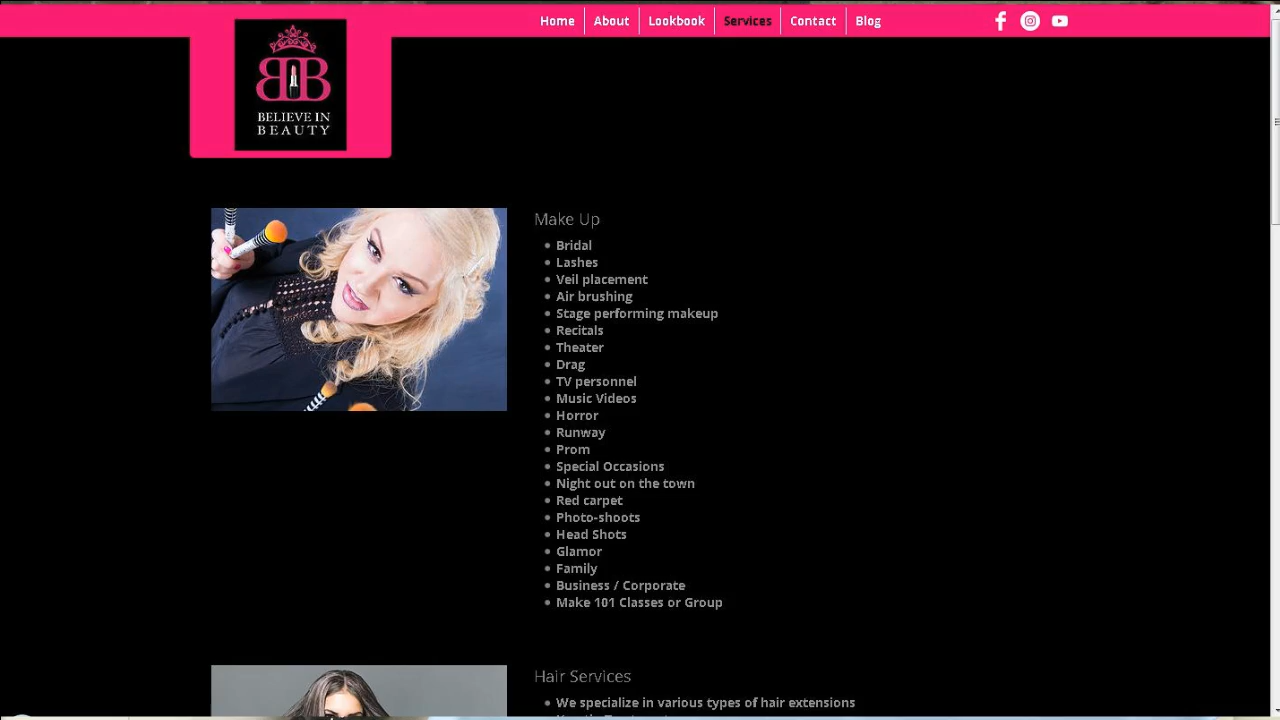 Home
About
Lookbook
Services
Contact
Blog
BB
BELIEVE IN
BEAUTY
Make Up
Bridal
Lashes
Veil placement
Air brushing
Stage performing makeup
Recitals
Theater
Drag
TV personnel
Music Videos
Horror
Runway
Prom
Special Occasions
Night out on the town
Red carpet
Photo-shoots
Head Shots
Glamor
Family
Business / Corporate
Make 101 Classes or Group
Hair Services
We specialize in various types of hair extensions